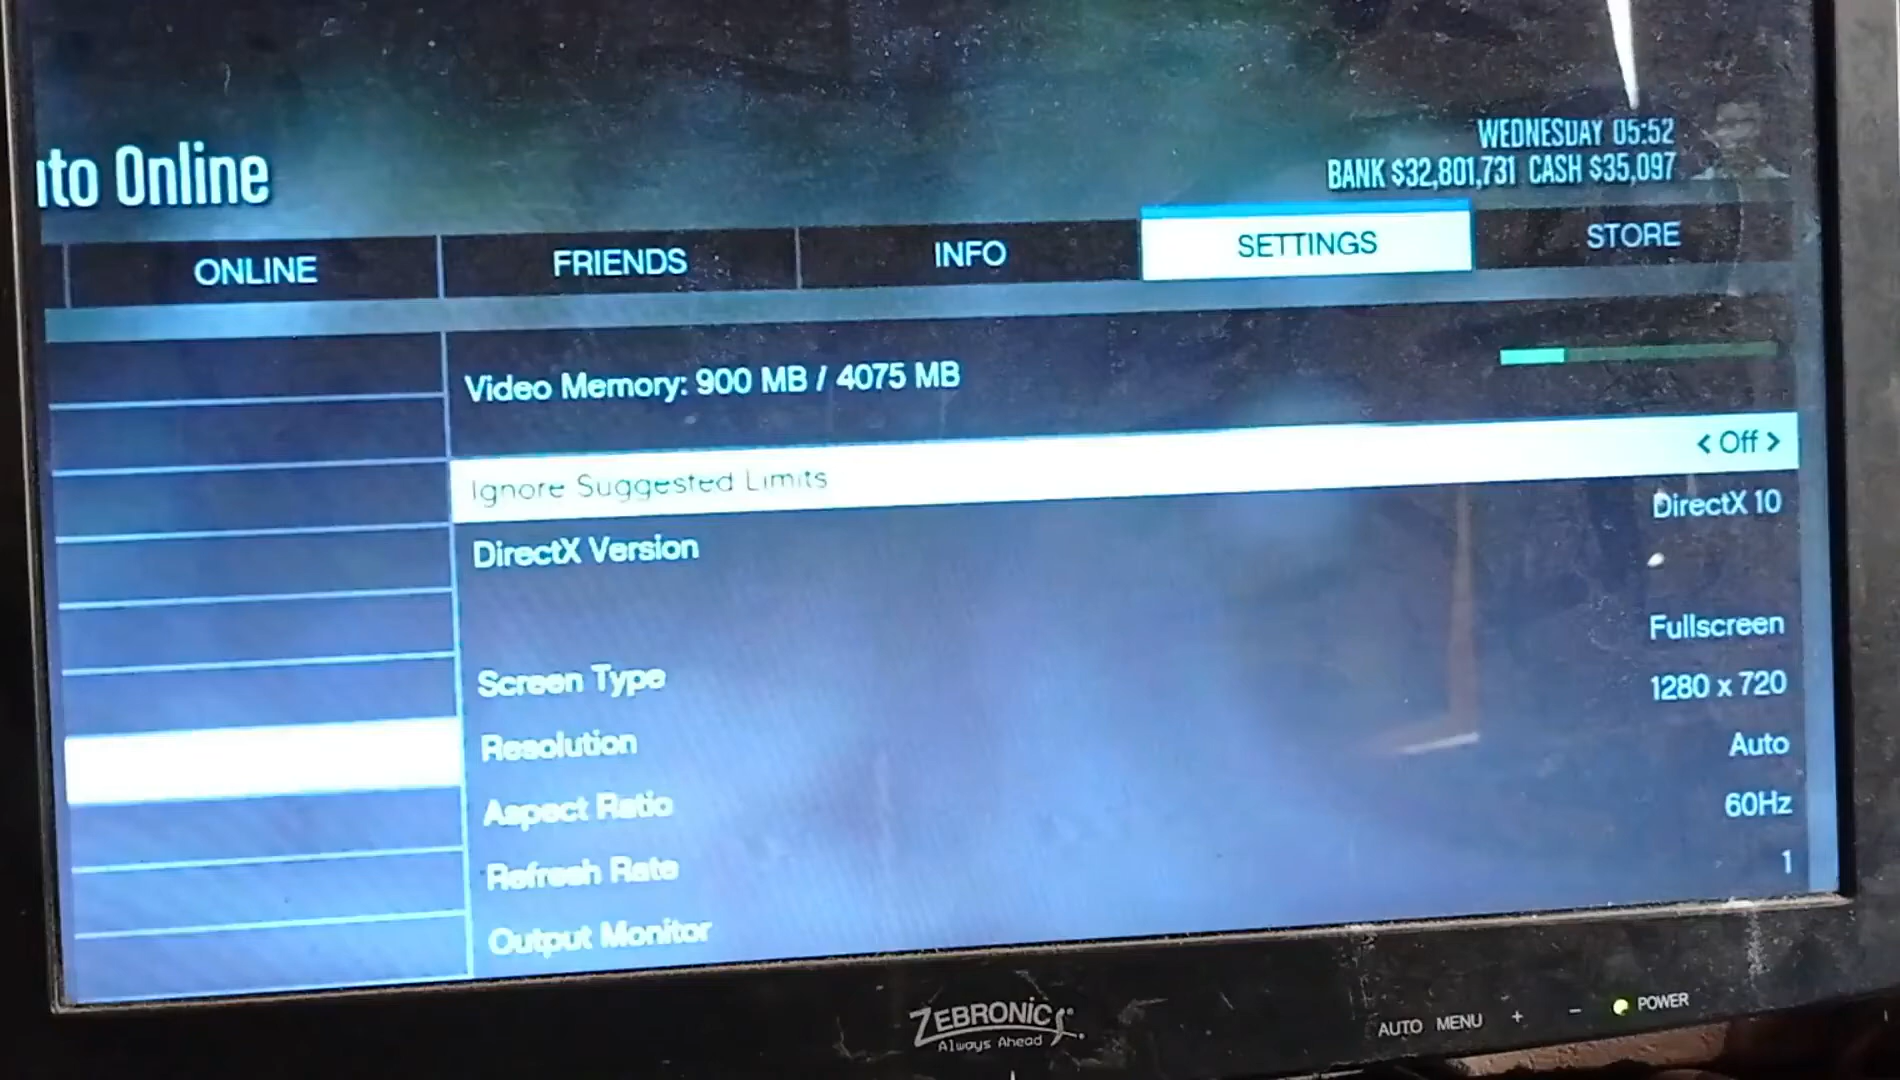 ito Online
WEDNESDAY 05:52
BANK $32,801,731 CASH $35,097
ONLINE FRIENDS INFO SETTINGS STORE
Video Memory: 900 MB / 4075 MB
Ignore Suggested Limits < Off >
DirectX Version DirectX 10
Screen Type Fullscreen
Resolution 1280 x 720
Aspect Ratio Auto
Refresh Rate 60Hz
Output Monitor 1
ZEBRONICS
Always Ahead
AUTO MENU + - POWER